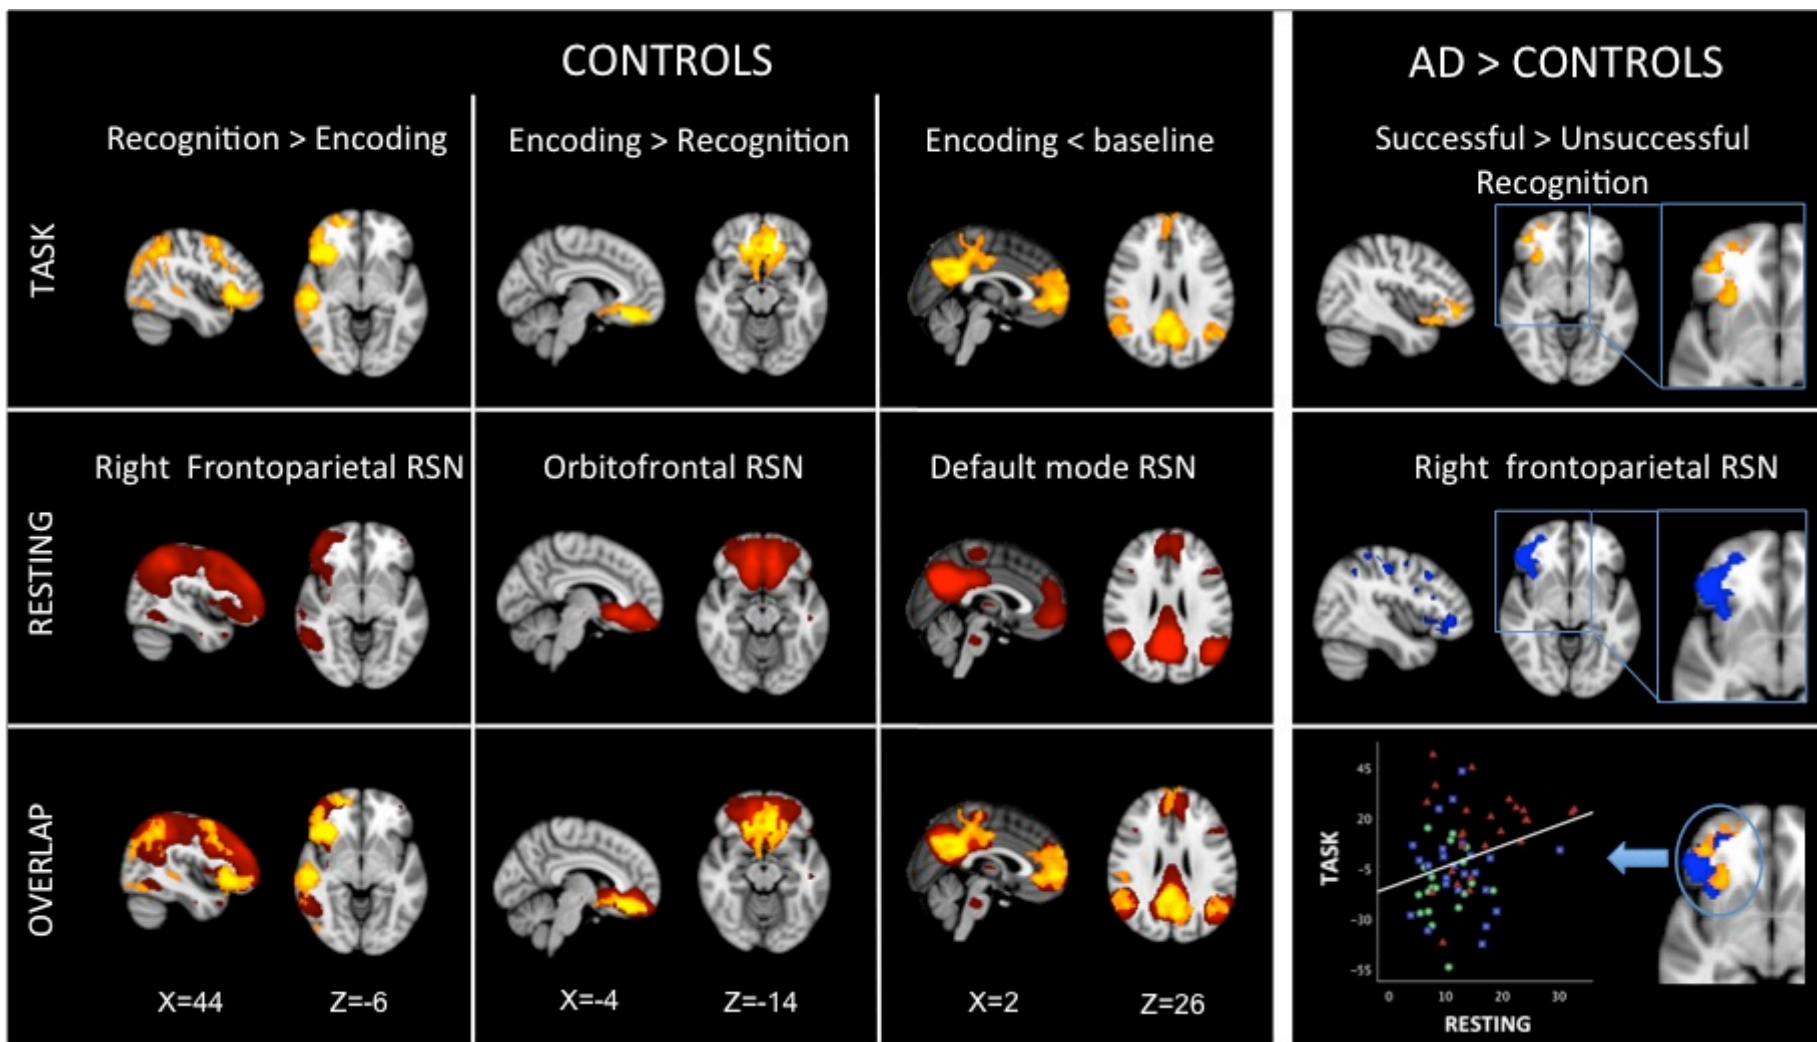 CONTROLS
AD > CONTROLS
Recognition > Encoding
Encoding > Recognition
Encoding < baseline
Successful > Unsuccessful
Recognition
TASK
Right  Frontoparietal RSN
Orbitofrontal RSN
Default mode RSN
Right  frontoparietal RSN
RESTING
OVERLAP
X=44
Z=-6
X=-4
Z=-14
X=2
Z=26
TASK
45
20
-5
-30
-55
0
10
20
30
RESTING